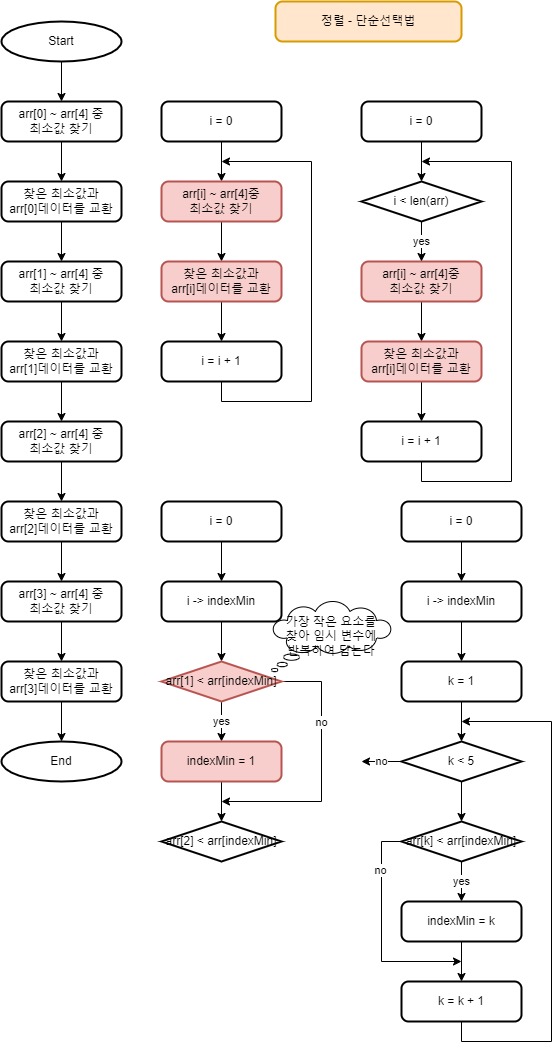 정렬 - 단순선택법
Start
arr[0] ~ arr[4] 중
최소값 찾기
찾은 최소값과
arr[0]데이터를 교환
arr[1] ~ arr[4] 중
최소값 찾기
찾은 최소값과
arr[1]데이터를 교환
arr[2] ~ arr[4] 중
최소값 찾기
찾은 최소값과
arr[2]데이터를 교환
arr[3] ~ arr[4] 중
최소값 찾기
찾은 최소값과
arr[3]데이터를 교환
End
i = 0
arr[i] ~ arr[4]중
최소값 찾기
찾은 최소값과
arr[i]데이터를 교환
i = i + 1
i = 0
i < len(arr)
yes
arr[i] ~ arr[4]중
최소값 찾기
찾은 최소값과
arr[i]데이터를 교환
i = i + 1
i = 0
i -> indexMin
가장 작은 요소를
찾아 임시 변수에
반복하여 담는다
arr[1] < arr[indexMin]
yes
no
indexMin = 1
arr[2] < arr[indexMin]
i = 0
i -> indexMin
k = 1
k < 5
no
arr[k] < arr[indexMin]
no
yes
indexMin = k
k = k + 1